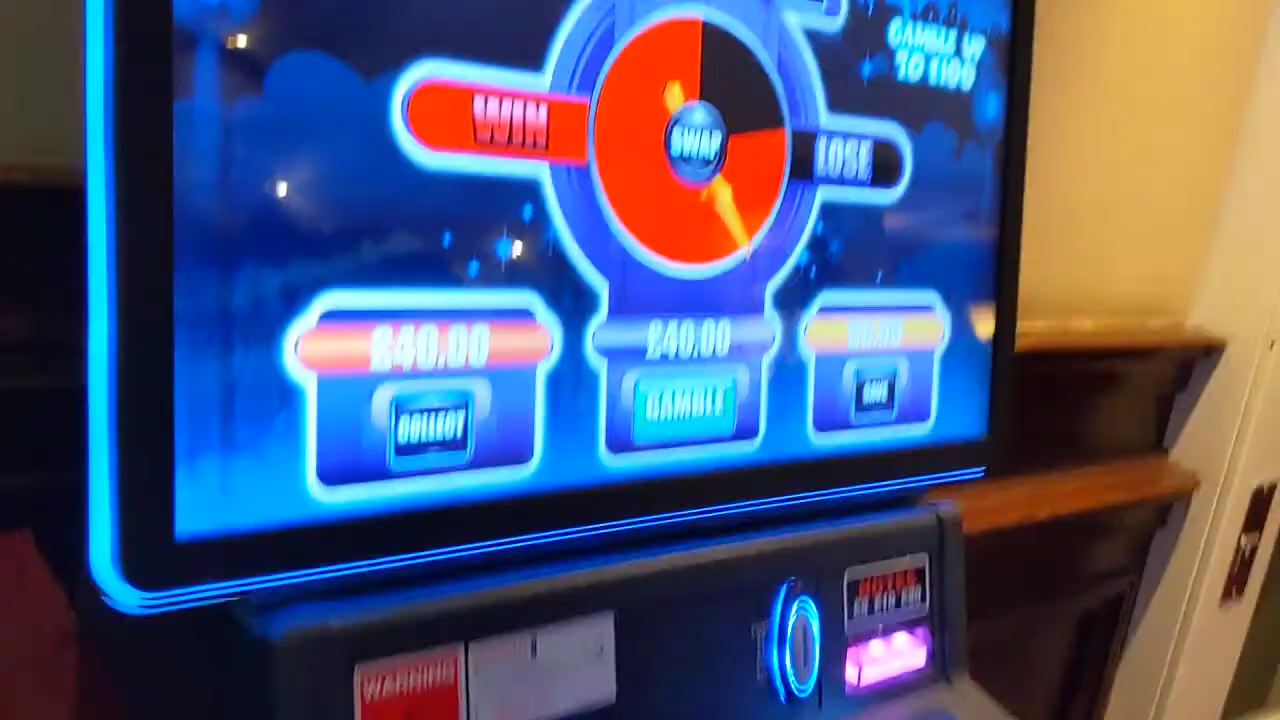 GAMBLE UP
TO £100
WIN
SWAP
LOSE
£40.00
£40.00
COLLECT
GAMBLE
WARNING